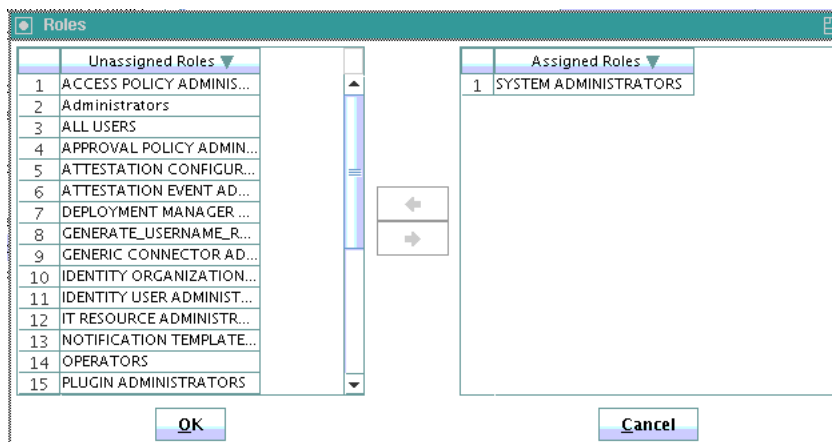 Roles
Unassigned Roles
1 ACCESS POLICY ADMINIS...
2 Administrators
3 ALL USERS
4 APPROVAL POLICY ADMIN...
5 ATTESTATION CONFIGUR...
6 ATTESTATION EVENT AD...
7 DEPLOYMENT MANAGER ...
8 GENERATE_USERNAME_R...
9 GENERIC CONNECTOR AD...
10 IDENTITY ORGANIZATION...
11 IDENTITY USER ADMINIST...
12 IT RESOURCE ADMINISTR...
13 NOTIFICATION TEMPLATE...
14 OPERATORS
15 PLUGIN ADMINISTRATORS
Assigned Roles
1 SYSTEM ADMINISTRATORS
OK
Cancel